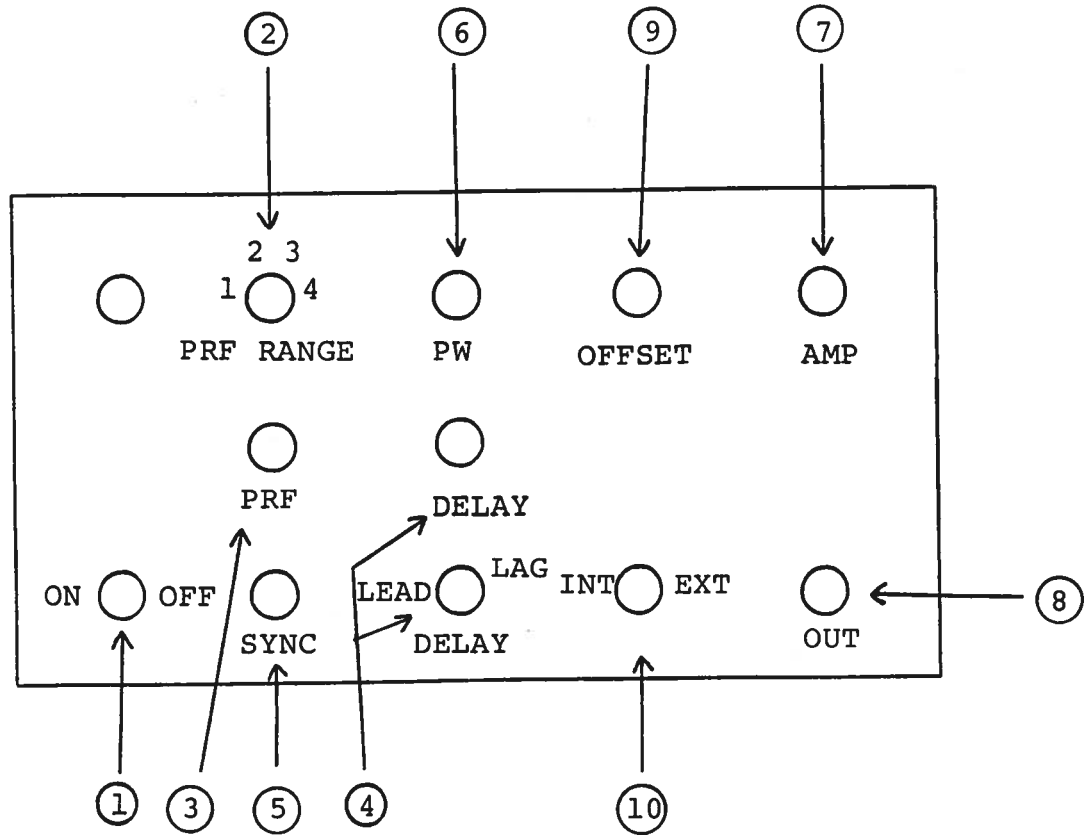 2 6 9 7
2 3
1 4
PRF RANGE PW OFFSET AMP
PRF DELAY
ON OFF LEAD LAG INT EXT 8
SYNC DELAY OUT
1 3 5 4 10